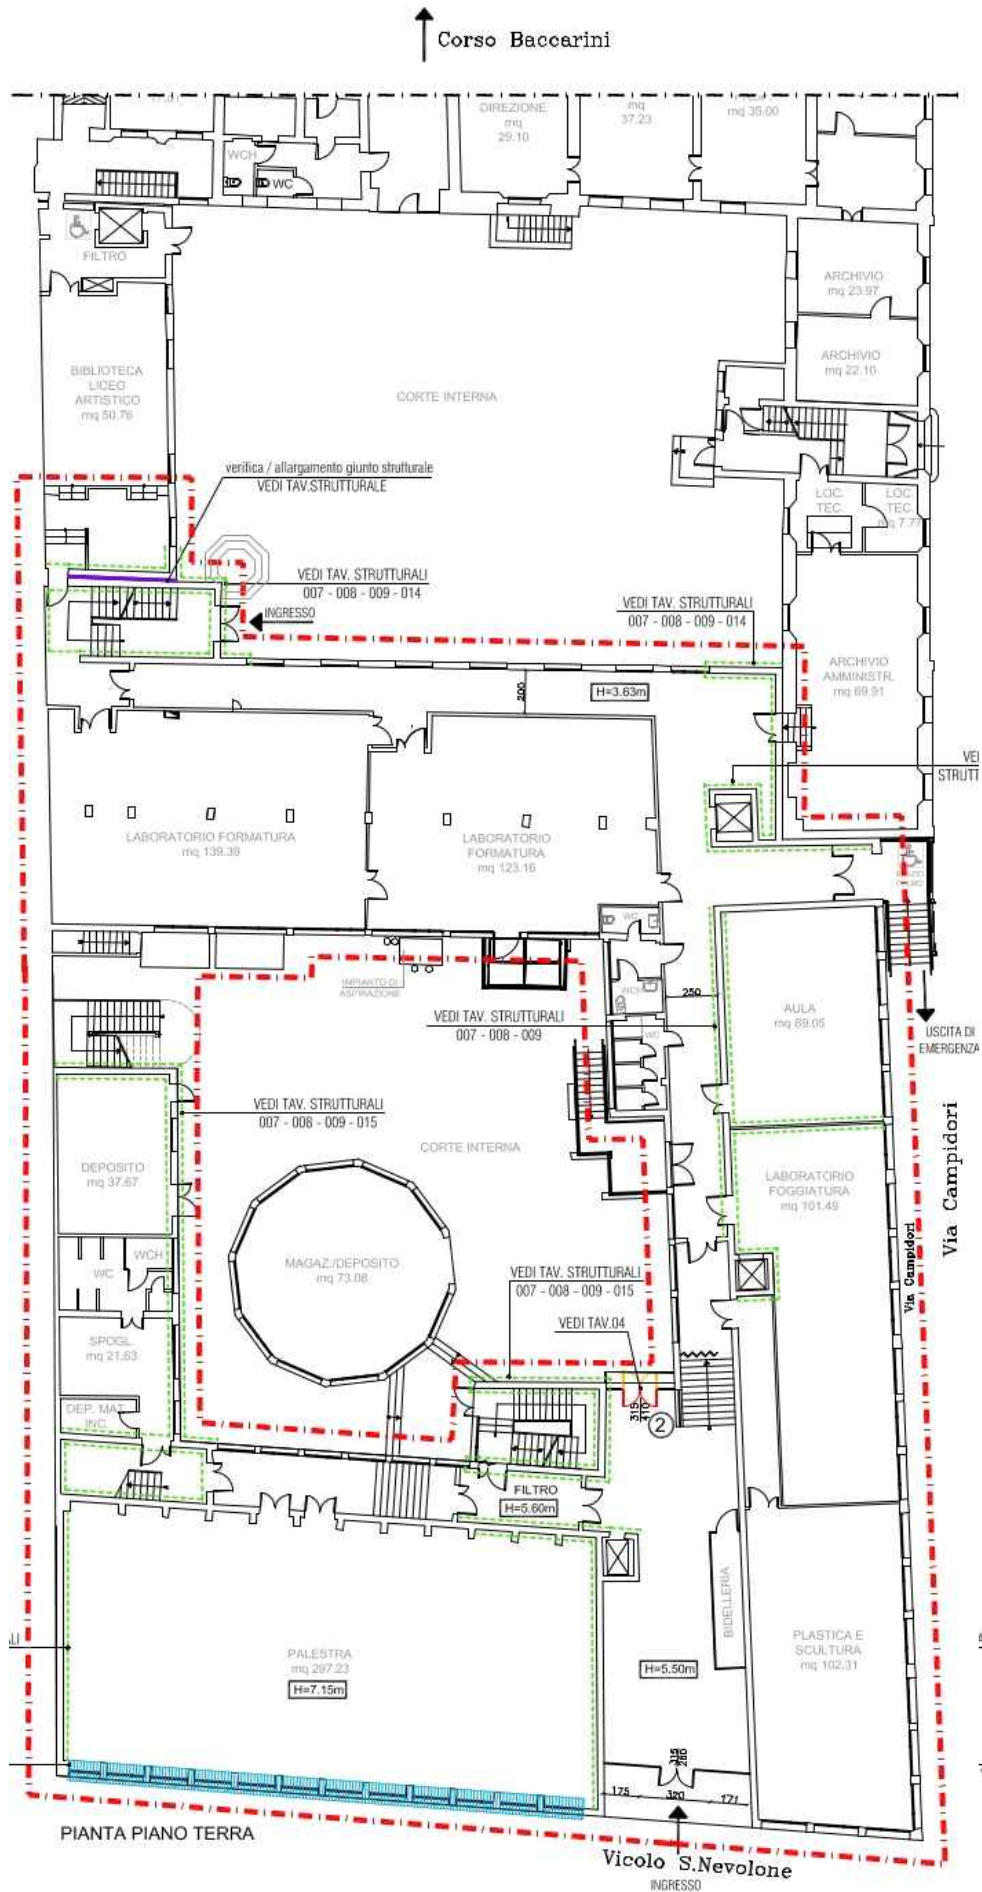 Corso Baccarini
DIREZIONE
mq
29.10
mq
37.23
mq 35.00
WCH
WC
FILTRO
ARCHIVIO
mq 23.97
ARCHIVIO
mq 22.10
BIBLIOTECA
LICEO
ARTISTICO
mq 50.76
CORTE INTERNA
verifica / allargamento giunto strutturale
VEDI TAV.STRUTTURALE
LOC.
TEC.
LOC.
TEC.
mq 7.77
VEDI TAV. STRUTTURALI
007 - 008 - 009 - 014
INGRESSO
VEDI TAV. STRUTTURALI
007 - 008 - 009 - 014
ARCHIVIO
AMMINISTR.
mq 69.91
200
H=3.63m
VE
STRUTT
LABORATORIO FORMATURA
mq 139.39
LABORATORIO
FORMATURA
mq 123.16
WC
IMPIANTO DI
ASPIRAZIONE
WCH
250
VEDI TAV. STRUTTURALI
007 - 008 - 009
WC
AULA
mq 69.05
USCITA DI
EMERGENZA
VEDI TAV. STRUTTURALI
007 - 008 - 009 - 015
CORTE INTERNA
DEPOSITO
mq 37.67
LABORATORIO
FOGGIATURA
mq 101.49
Via Campidori
Via Campidori
WCH
WC
MAGAZ./DEPOSITO
mq 73.08
VEDI TAV. STRUTTURALI
007 - 008 - 009 - 015
VEDI TAV.04
SPOGL.
mq 21.63
DEP. MAT.
INC.
315
2
FILTRO
H=5.60m
BIDELLERIA
PALESTRA
mq 297.23
H=7.15m
H=5.50m
PLASTICA E
SCULTURA
mq 102.31
315
280
175
320
171
PIANTA PIANO TERRA
Vicolo S.Nevolone
INGRESSO